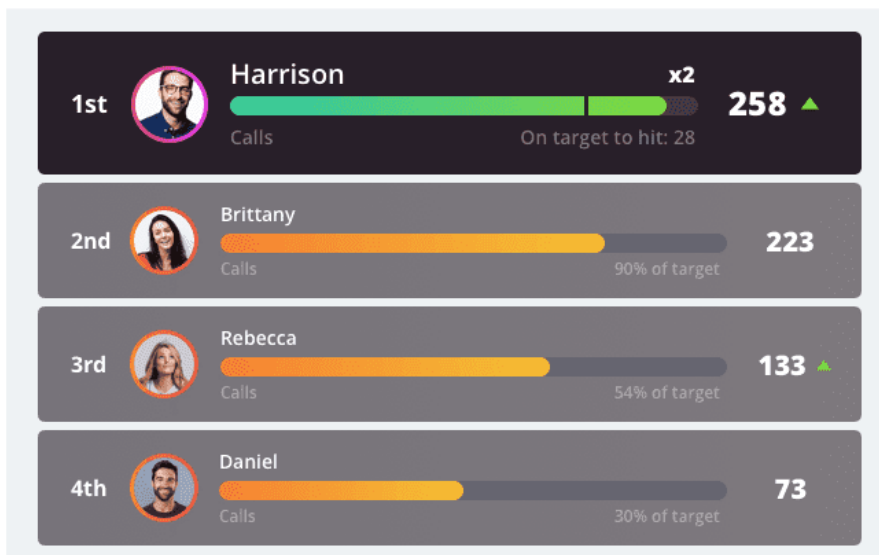 Harrison x2
1st 258
Calls On target to hit: 28
Brittany
2nd 223
Calls 90% of target
Rebecca
3rd 133
Calls 54% of target
Daniel
4th 73
Calls 30% of target